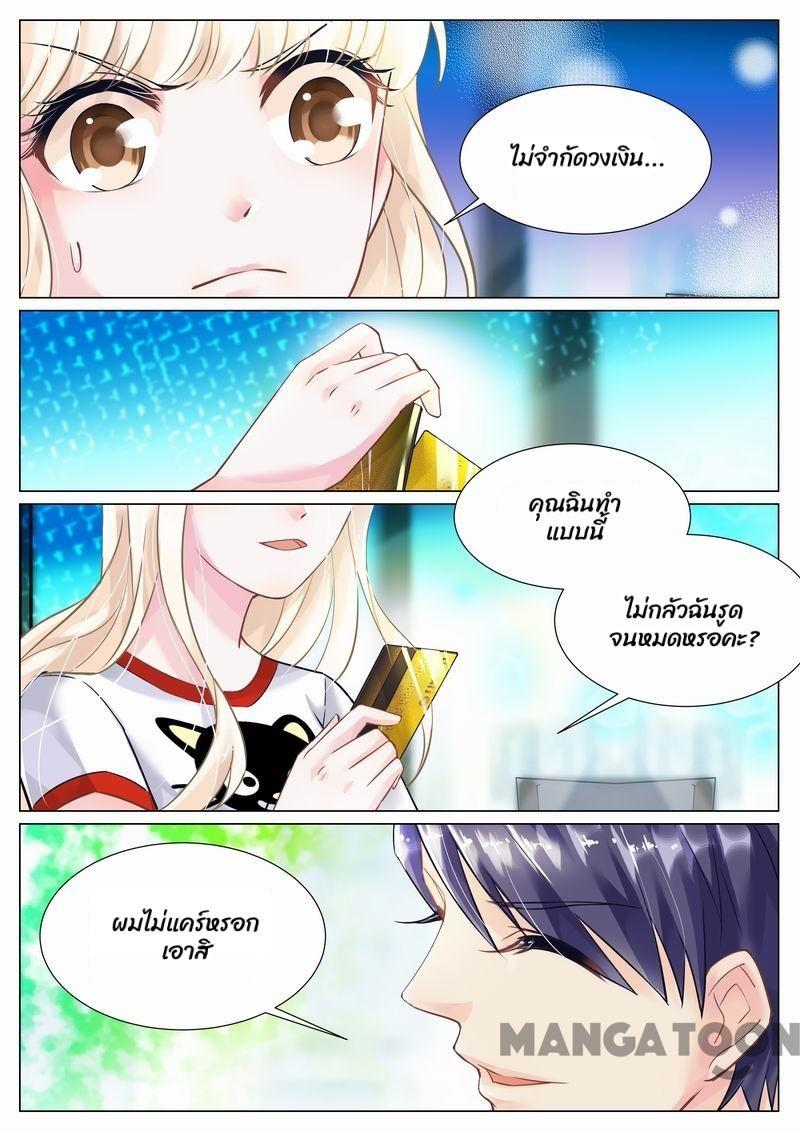 ไม่จำกัดวงเงิน...
คุณฉินทำ
แบบนี้
ไม่กลัวฉันรูด
จนหมดหรอคะ?
ผมไม่แคร์หรอก
เอาสิ
MANGATOON